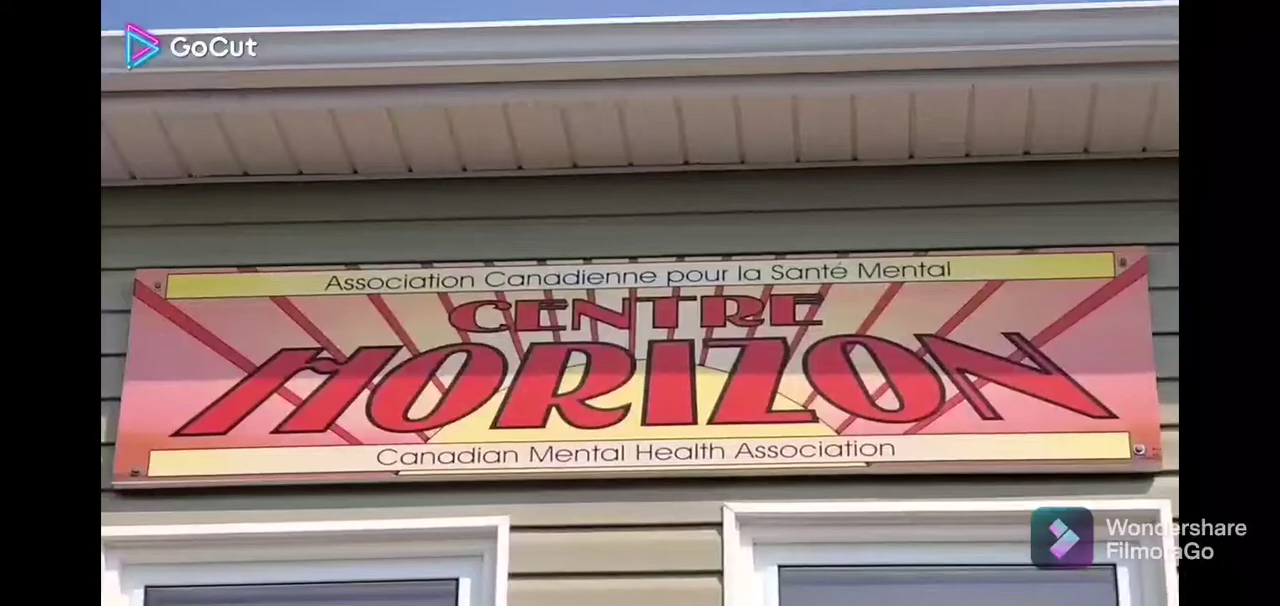 GoCut
Association Canadienne pour la Santé Mental
CENTRE
HORIZON
Canadian Mental Health Association
Wondershare
FilmoraGo